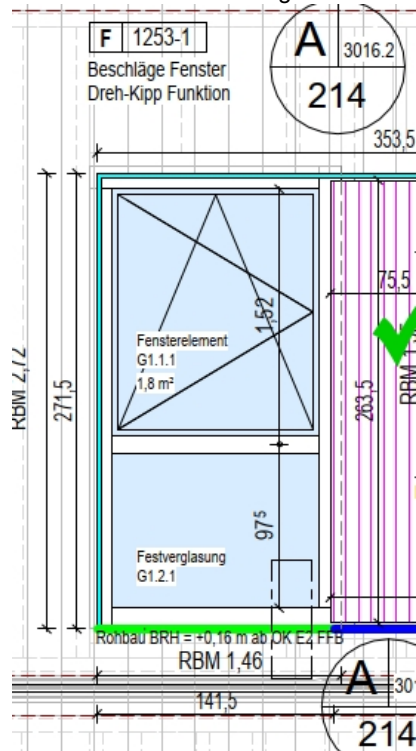 F 1253-1
Beschläge Fenster
Dreh-Kipp Funktion
A 3016.2
214
353,5
RBM 2,72
271,5
1,52
75,5
263,5
RBM
Fensterelement
G1.1.1
1,8 m²
97⁵
Festverglasung
G1.2.1
Rohbau BRH = +0,16 m ab OK E2 FFB
RBM 1,46
141,5
A 301
214